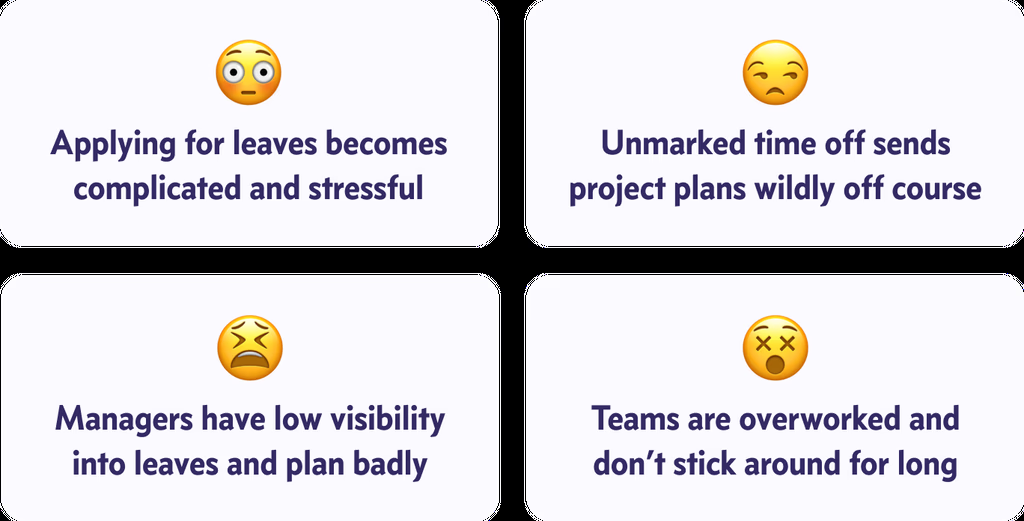 Applying for leaves becomes
complicated and stressful
Unmarked time off sends
project plans wildly off course
Managers have low visibility
into leaves and plan badly
Teams are overworked and
don’t stick around for long